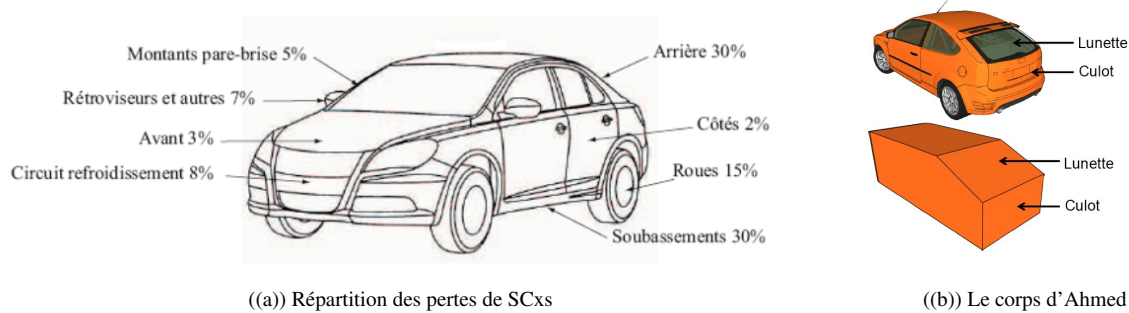 Montants pare-brise 5%
Rétroviseurs et autres 7%
Avant 3%
Circuit refroidissement 8%
Arrière 30%
Côtés 2%
Roues 15%
Soubassements 30%
((a)) Répartition des pertes de SCxs
Lunette
Culot
Lunette
Culot
((b)) Le corps d'Ahmed